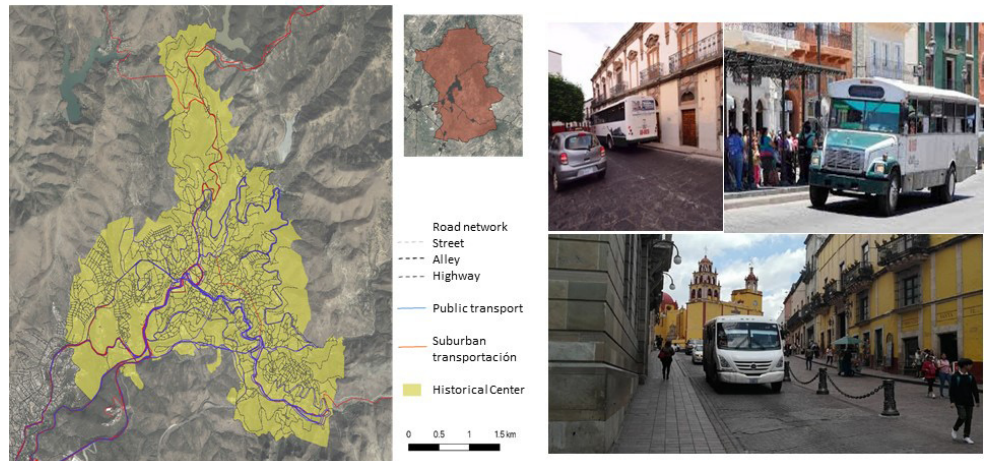 Road network
Street
Alley
Highway
Public transport
Suburban
transportación
Historical Center
0 0.5 1 1.5 km